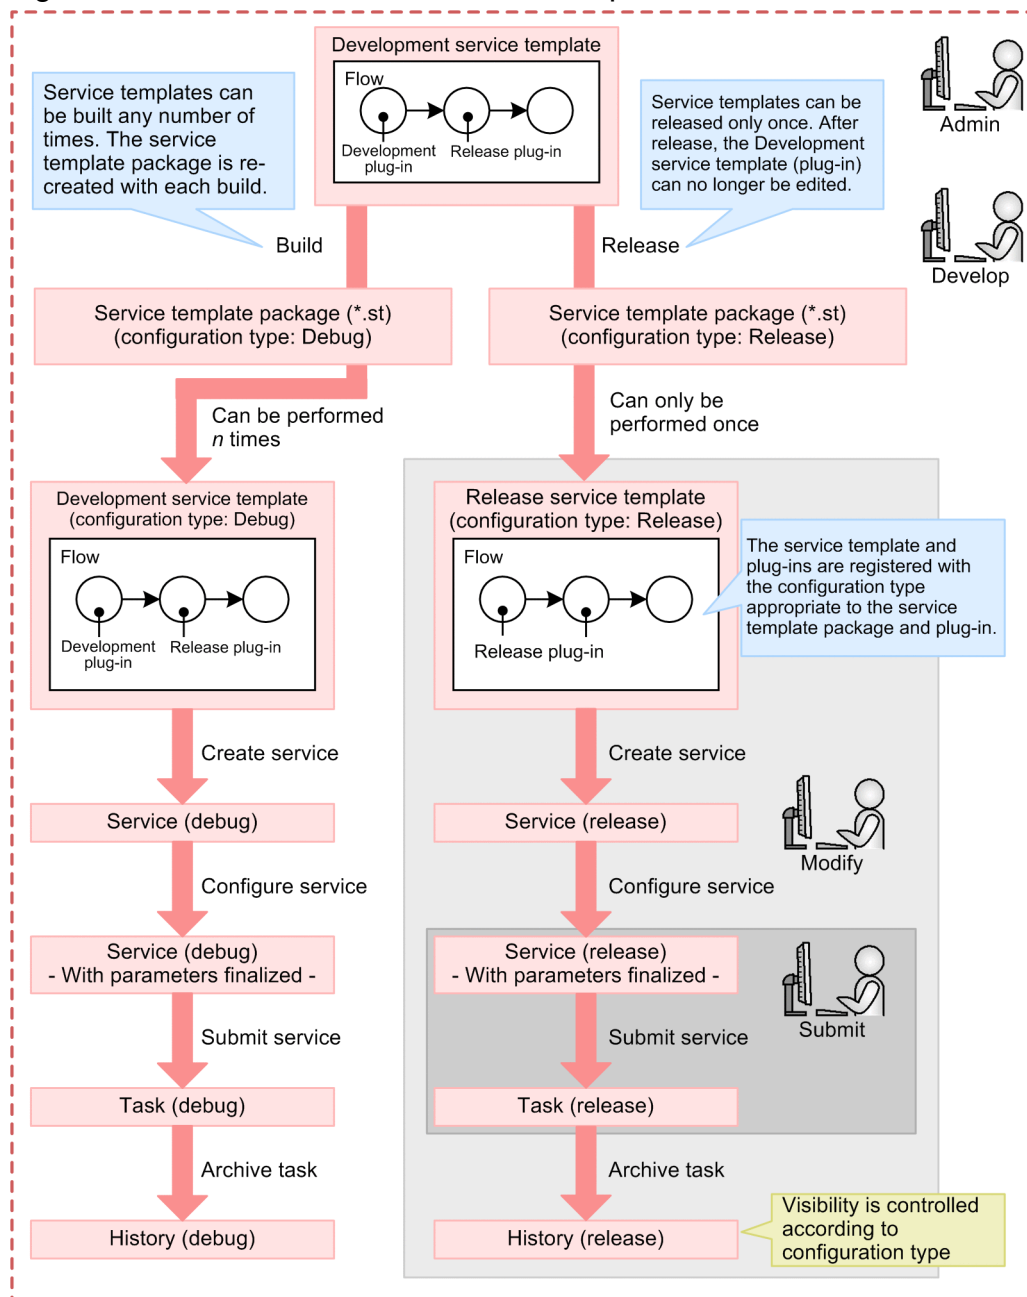 Development service template
Flow
Development
plug-in
Release plug-in
Service templates can
be built any number of
times. The service
template package is re-
created with each build.
Service templates can be
released only once. After
release, the Development
service template (plug-in)
can no longer be edited.
Admin
Develop
Build
Release
Service template package (*.st)
(configuration type: Debug)
Service template package (*.st)
(configuration type: Release)
Can be performed
n times
Can only be
performed once
Development service template
(configuration type: Debug)
Flow
Development
plug-in
Release plug-in
Release service template
(configuration type: Release)
Flow
Release plug-in
The service template and
plug-ins are registered with
the configuration type
appropriate to the service
template package and plug-in.
Create service
Create service
Service (debug)
Service (release)
Modify
Configure service
Configure service
Service (debug)
- With parameters finalized -
Service (release)
- With parameters finalized -
Submit
Submit service
Submit service
Task (debug)
Task (release)
Archive task
Archive task
History (debug)
History (release)
Visibility is controlled
according to
configuration type